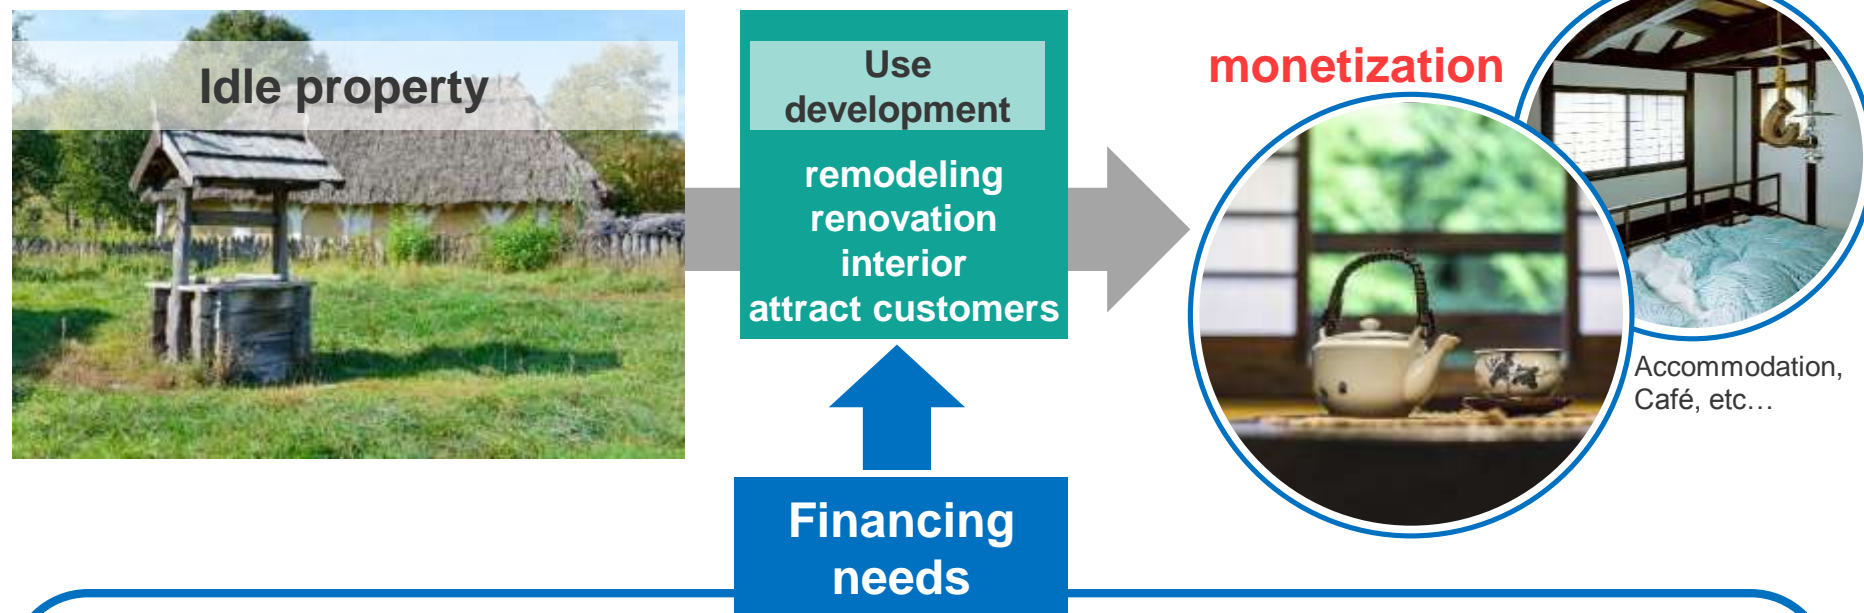 Idle property
Use
development
remodeling
renovation
interior
attract customers
monetization
Accommodation,
Café, etc…
Financing
needs